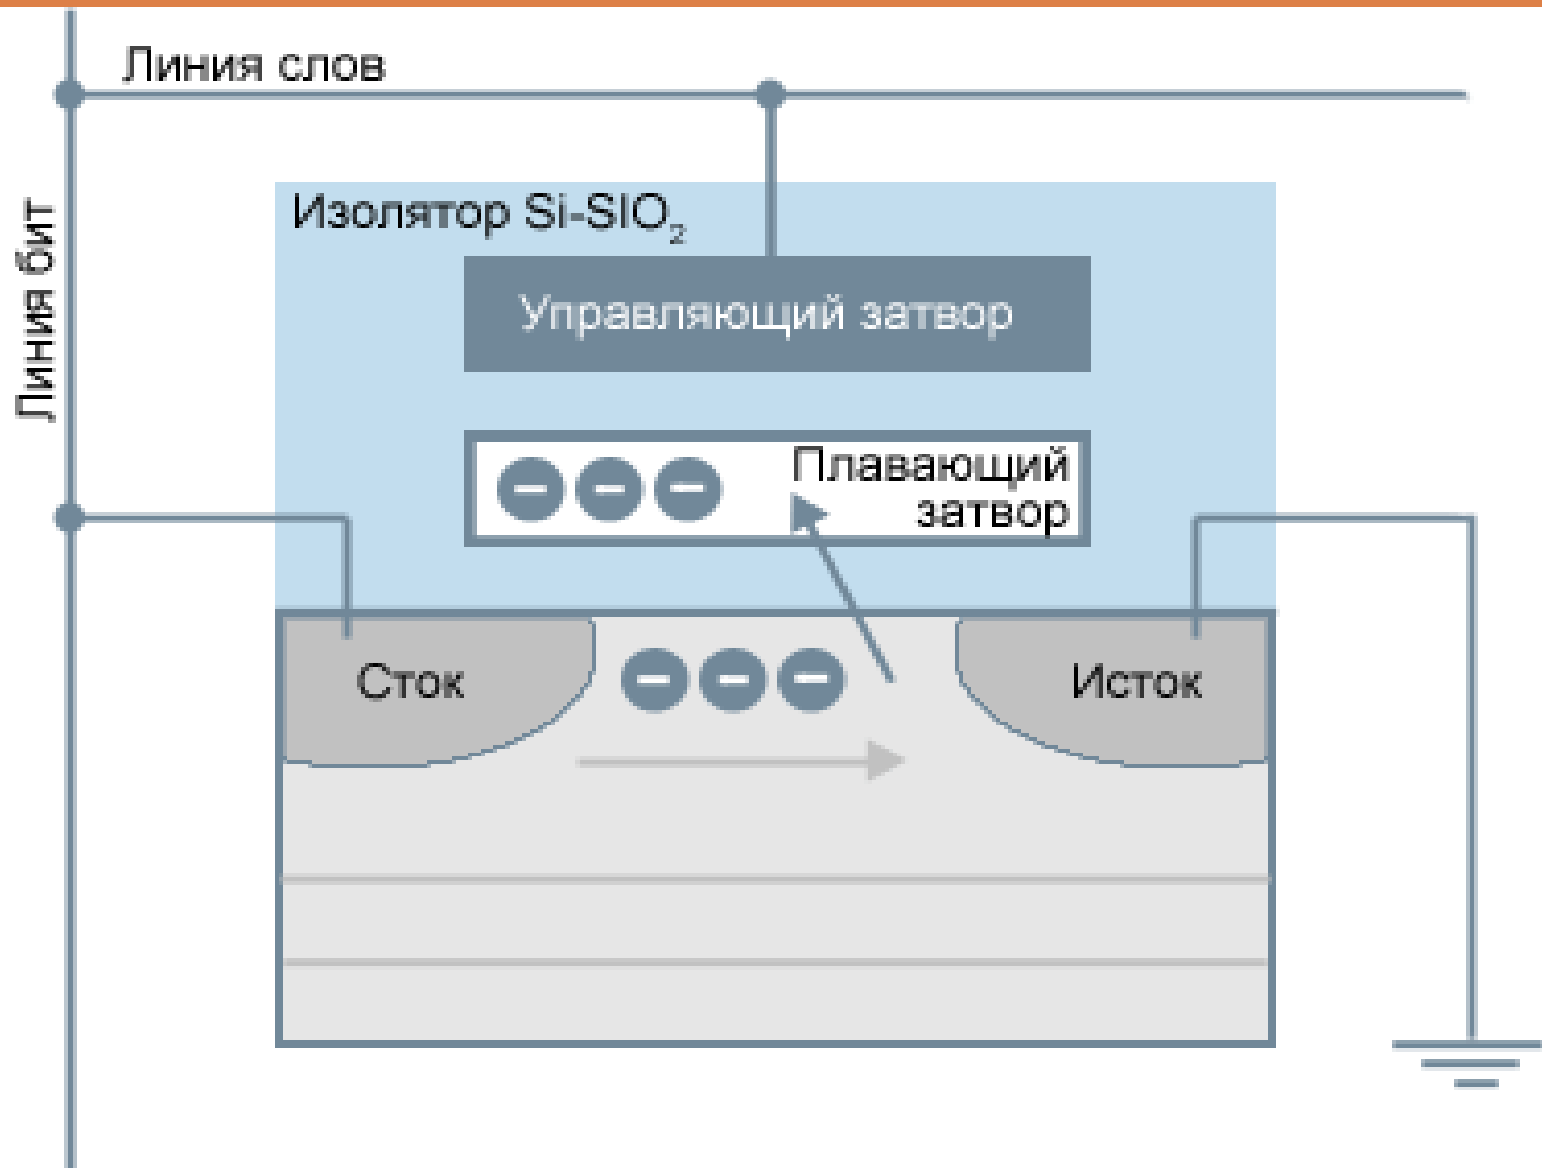 Линия слов
Линия бит
Изолятор Si-SIO₂
Управляющий затвор
Плавающий
затвор
Сток
Исток